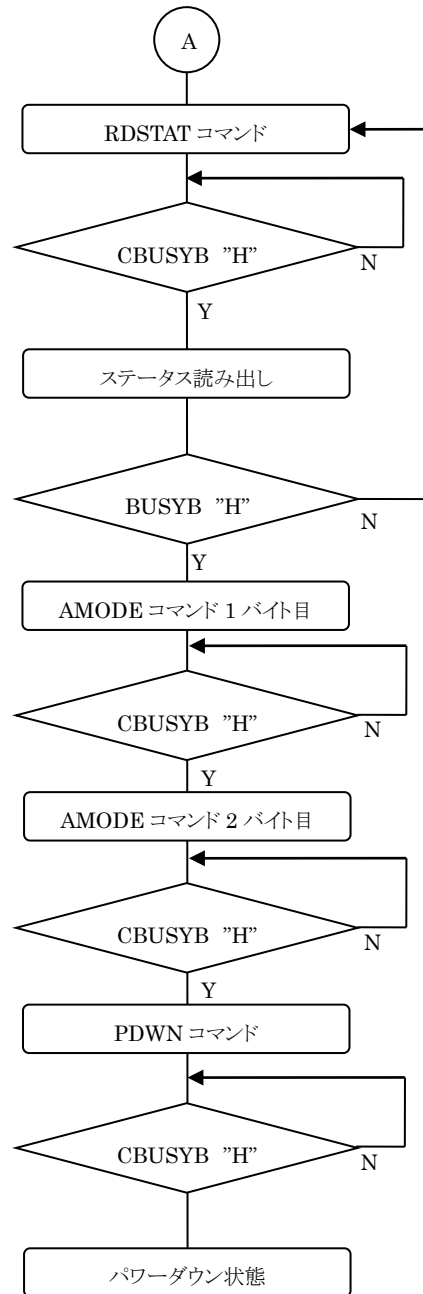 A
RDSTAT コマンド
CBUSYB "H"
N
Y
ステータス読み出し
BUSYB "H"
N
Y
AMODE コマンド 1 バイト目
CBUSYB "H"
N
Y
AMODE コマンド 2 バイト目
CBUSYB "H"
N
Y
PDWN コマンド
CBUSYB "H"
N
パワーダウン状態